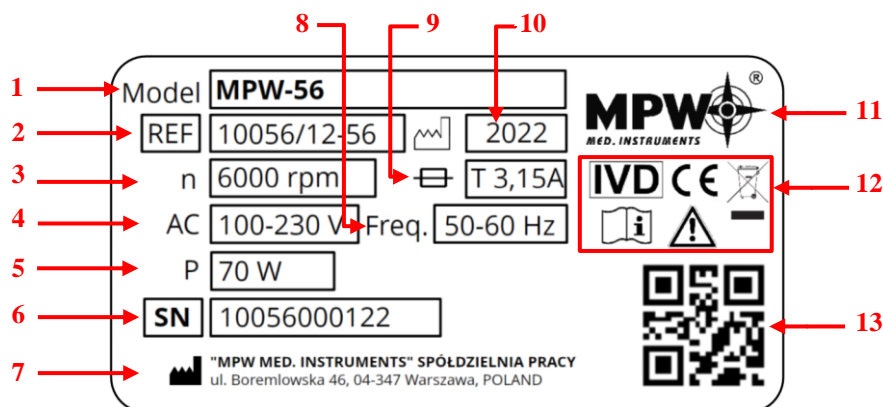 8 9 10
1 Model MPW-56 MPW ® 11
MED. INSTRUMENTS
2 REF 10056/12-56 2022
3 n 6000 rpm T 3,15A IVD CE 12
4 AC 100-230 V Freq. 50-60 Hz i
5 P 70 W
6 SN 10056000122 13
7 "MPW MED. INSTRUMENTS" SPÓŁDZIELNIA PRACY
ul. Boremlowska 46, 04-347 Warszawa, POLAND